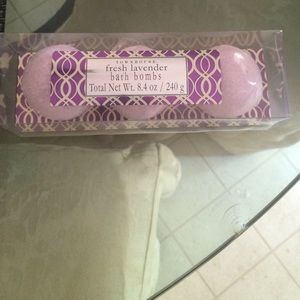 TOWNHOUSE
fresh lavender
bath bombs
Total Net Wt. 8.4 oz / 240 g